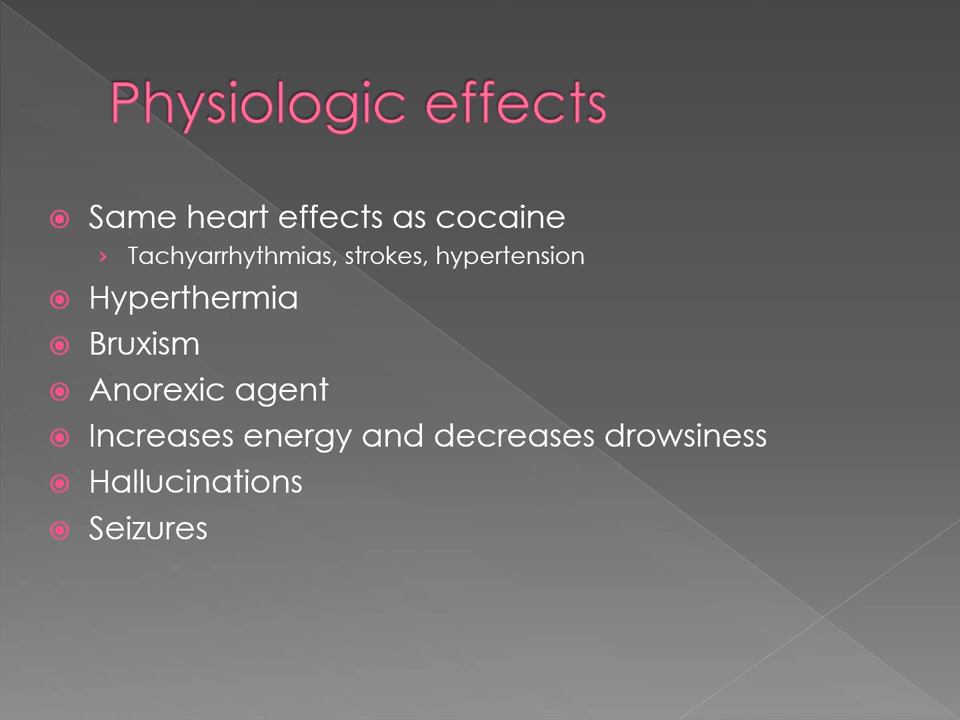 Physiologic effects
Same heart effects as cocaine
Tachyarrhythmias, strokes, hypertension
Hyperthermia
Bruxism
Anorexic agent
Increases energy and decreases drowsiness
Hallucinations
Seizures